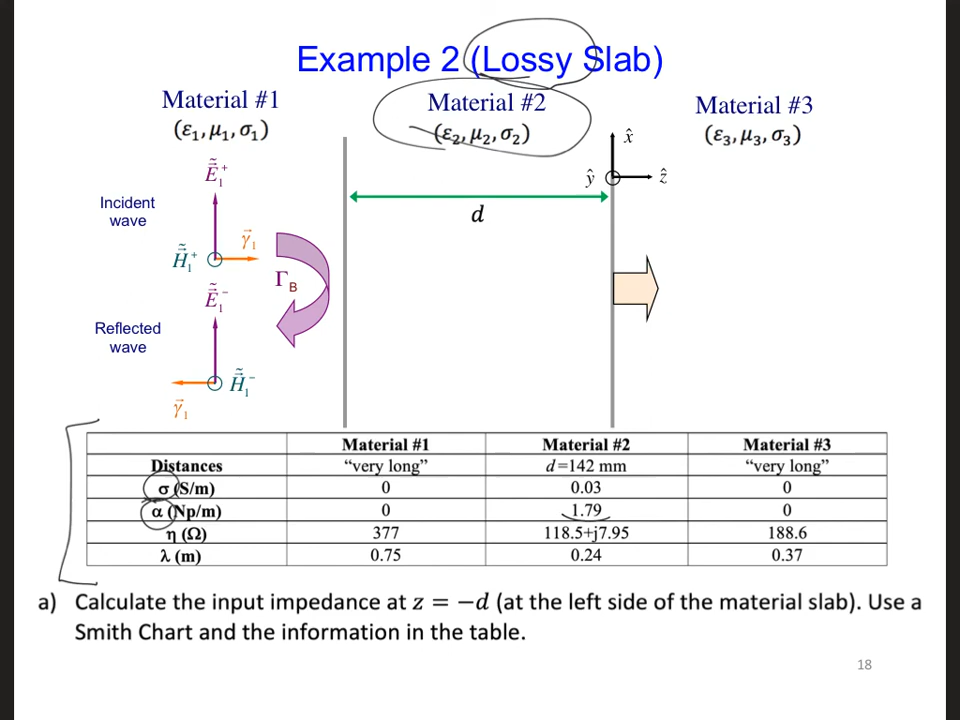 Example 2 (Lossy Slab)
Material #1 Material #2 Material #3
(ε₁, μ₁, σ₁) (ε₂, μ₂, σ₂) (ε₃, μ₃, σ₃)
x̂
ŷ ẑ
d
Ẽ₁⁺
Incident
wave
γ⃗₁
H̃₁⁺
Γ_B
Ẽ₁⁻
Reflected
wave
H̃₁⁻
γ⃗₁
Material #1 Material #2 Material #3
Distances "very long" d=142 mm "very long"
σ (S/m) 0 0.03 0
α (Np/m) 0 1.79 0
η (Ω) 377 118.5+j7.95 188.6
λ (m) 0.75 0.24 0.37
a) Calculate the input impedance at z = −d (at the left side of the material slab). Use a
Smith Chart and the information in the table.
18